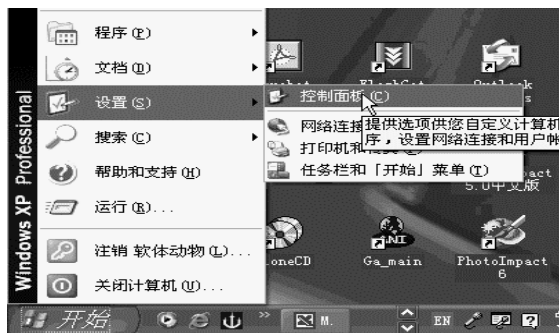 Windows XP Professional
程序(P)
文档(D)
设置(S)
搜索(C)
帮助和支持(H)
运行(R)...
注销 软体动物(L)...
关闭计算机(U)...
控制面板(C)
网络连接
提供选项供您自定义计算机
序，设置网络连接和用户帐
打印机和
任务栏和「开始」菜单(T)
5.0中文版
CloneCD
Ga_main
PhotoImpact
6
开始
»
M.
EN